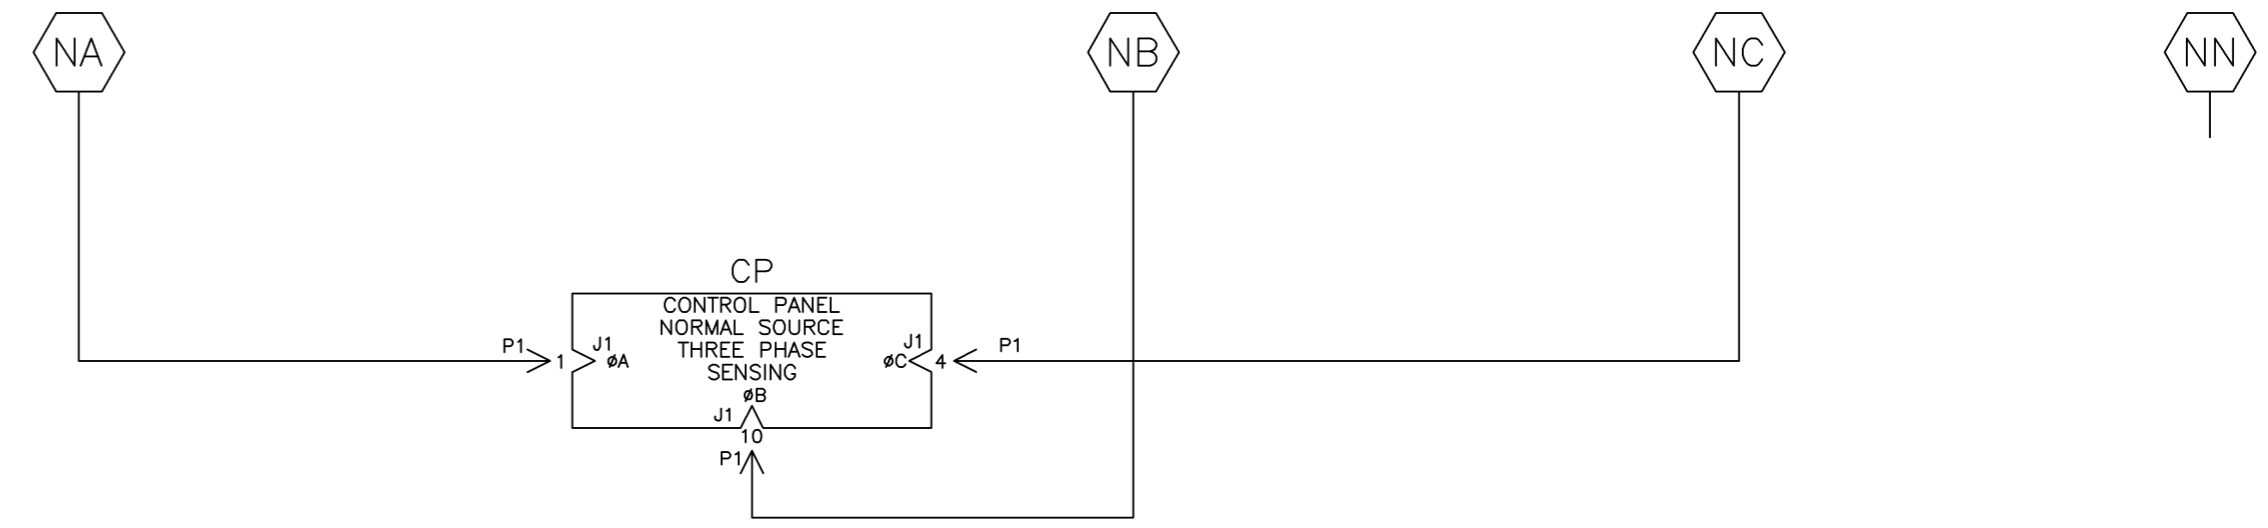 NA
NB
NC
NN
CP
CONTROL PANEL
NORMAL SOURCE
THREE PHASE
SENSING
P1
1
J1
øA
øC
J1
4
P1
øB
J1
10
P1